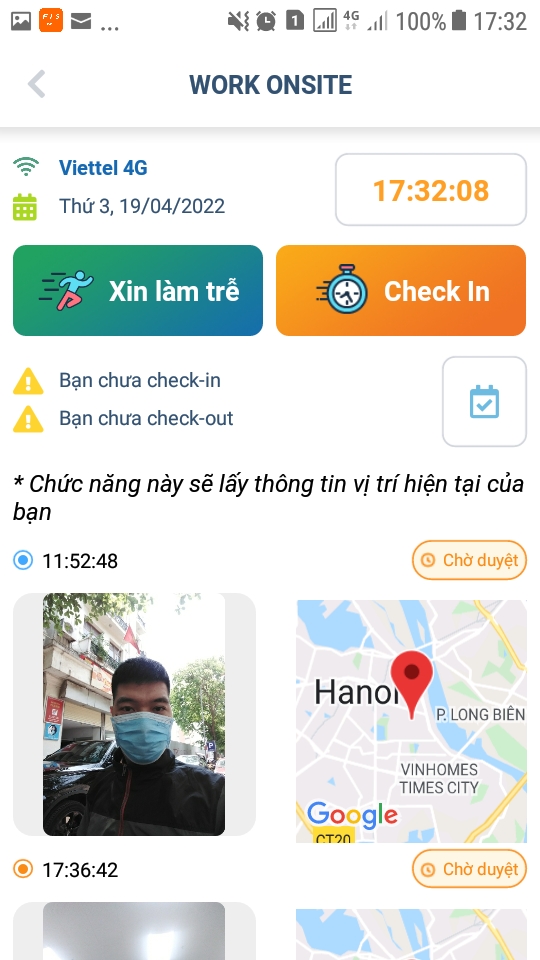 4G 100% 17:32
WORK ONSITE
Viettel 4G
Thứ 3, 19/04/2022
17:32:08
Xin làm trễ
Check In
Bạn chưa check-in
Bạn chưa check-out
* Chức năng này sẽ lấy thông tin vị trí hiện tại của
bạn
11:52:48
Chờ duyệt
Hanoi
P. LONG BIÊN
VINHOMES
TIMES CITY
Google
CT20
17:36:42
Chờ duyệt